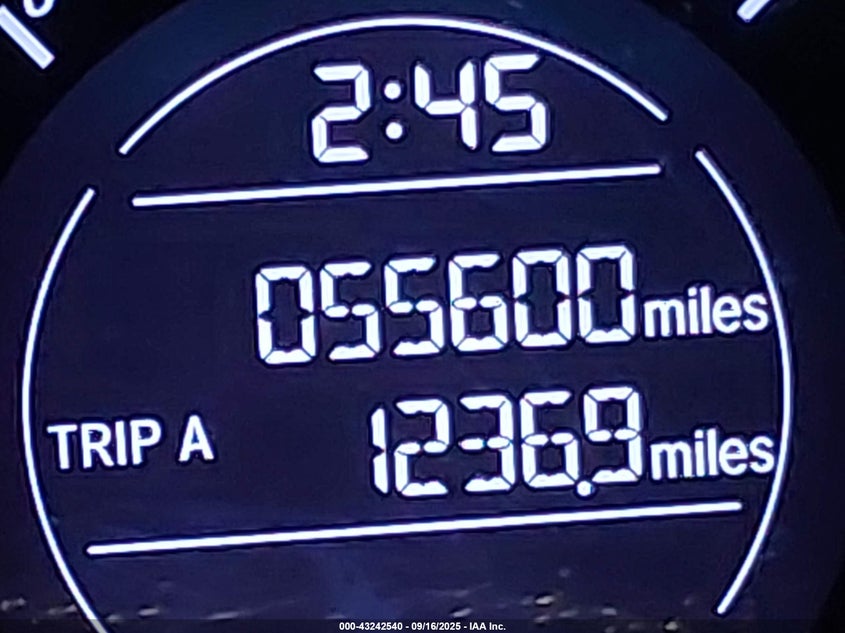 2:45
055600 miles
TRIP A 1236.9 miles
000-43242540 - 09/16/2025 - IAA Inc.